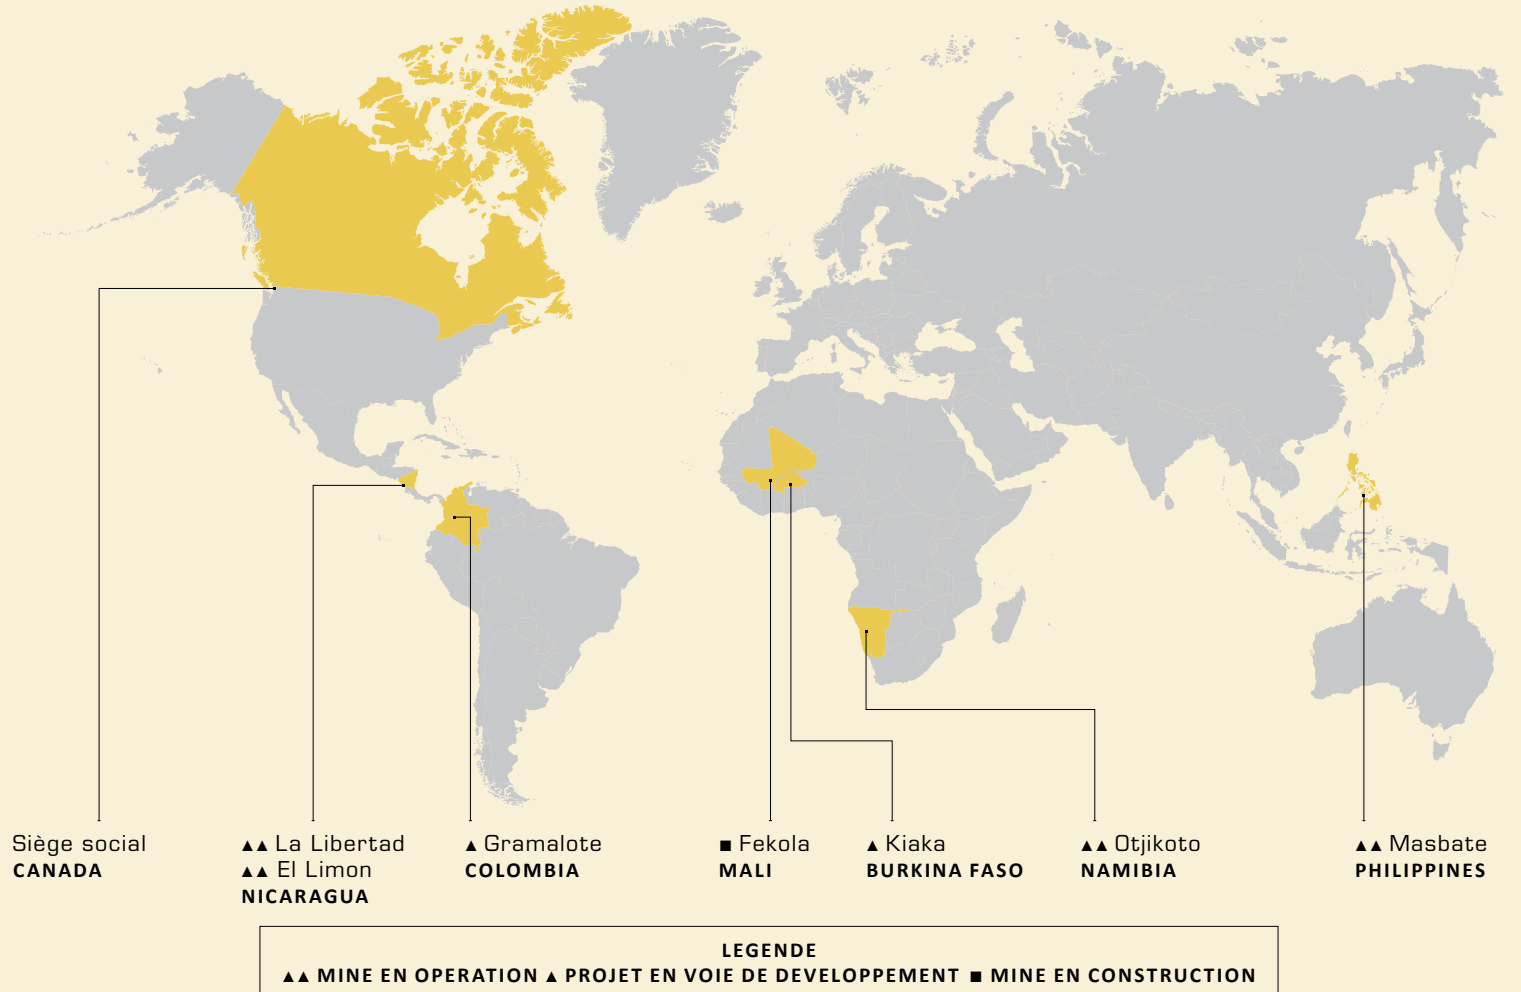 Siège social
CANADA
▲▲ La Libertad
▲▲ El Limon
NICARAGUA
▲ Gramalote
COLOMBIA
■ Fekola
MALI
▲ Kiaka
BURKINA FASO
▲▲ Otjikoto
NAMIBIA
▲▲ Masbate
PHILIPPINES
LEGENDE
▲▲ MINE EN OPERATION ▲ PROJET EN VOIE DE DEVELOPPEMENT ■ MINE EN CONSTRUCTION